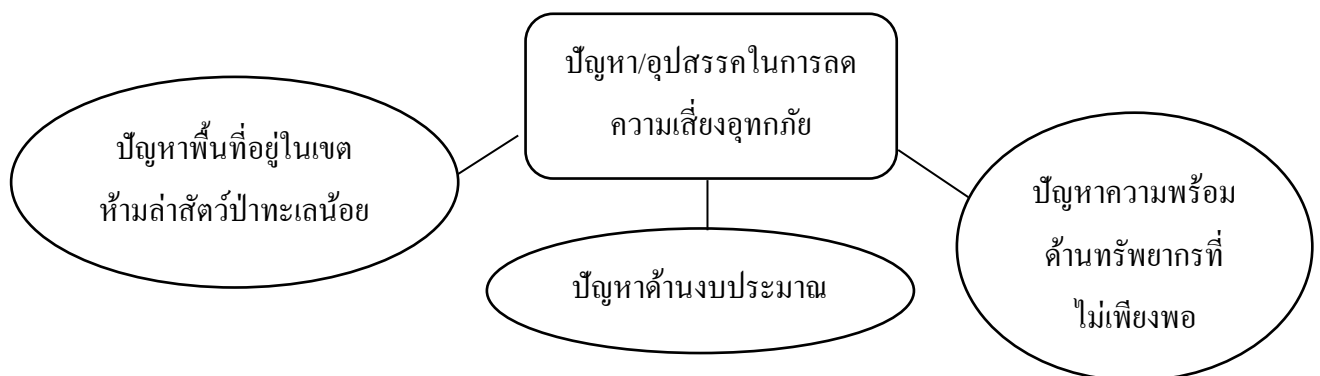 ปัญหา/อุปสรรคในการลด
ความเสี่ยงอุทกภัย
ปัญหาพื้นที่อยู่ในเขต
ห้ามล่าสัตว์ป่าทะเลน้อย
ปัญหาด้านงบประมาณ
ปัญหาความพร้อม
ด้านทรัพยากรที่
ไม่เพียงพอ